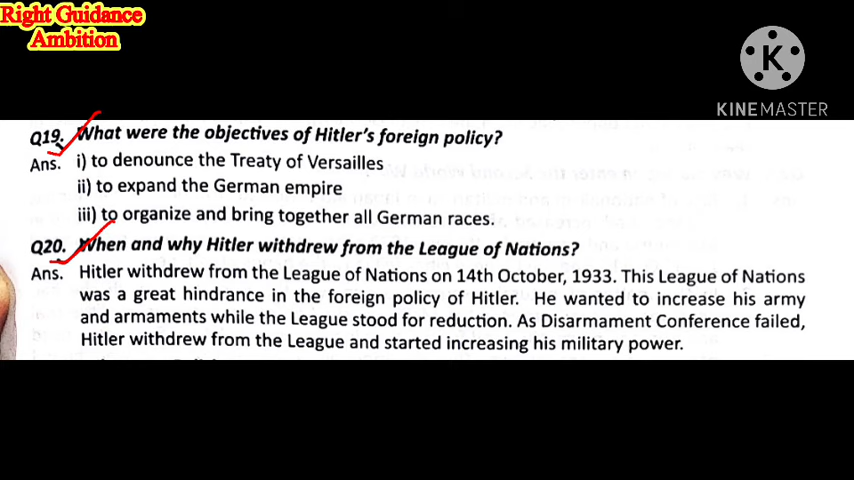 Right Guidance
Ambition
K
KINEMASTER
Q19. What were the objectives of Hitler's foreign policy?
Ans. i) to denounce the Treaty of Versailles
ii) to expand the German empire
iii) to organize and bring together all German races.
Q20. When and why Hitler withdrew from the League of Nations?
Ans. Hitler withdrew from the League of Nations on 14th October, 1933. This League of Nations
was a great hindrance in the foreign policy of Hitler. He wanted to increase his army
and armaments while the League stood for reduction. As Disarmament Conference failed,
Hitler withdrew from the League and started increasing his military power.